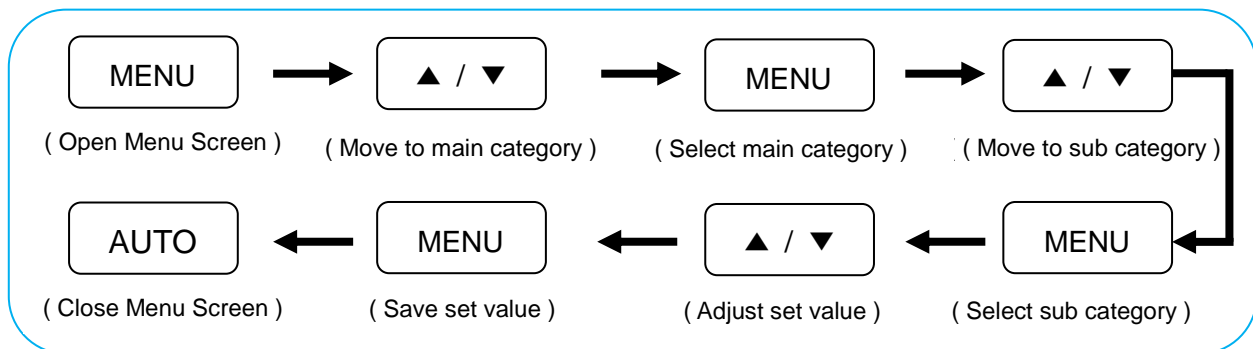 MENU ▲ / ▼ MENU ▲ / ▼
( Open Menu Screen ) ( Move to main category ) ( Select main category ) ( Move to sub category )
AUTO MENU ▲ / ▼ MENU
( Close Menu Screen ) ( Save set value ) ( Adjust set value ) ( Select sub category )